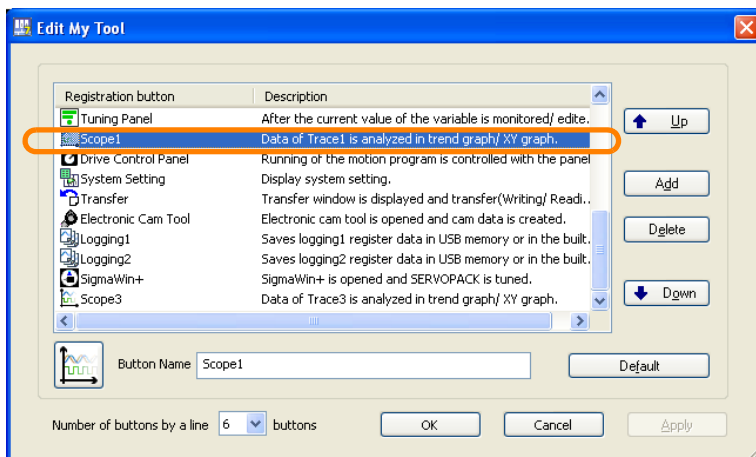 Edit My Tool
Registration button Description
Tuning Panel After the current value of the variable is monitored/ edite.
Scope1 Data of Trace1 is analyzed in trend graph/ XY graph.
Drive Control Panel Running of the motion program is controlled with the panel
System Setting Display system setting.
Transfer Transfer window is displayed and transfer(Writing/ Readi..
Electronic Cam Tool Electronic cam tool is opened and cam data is created.
Logging1 Saves logging1 register data in USB memory or in the built.
Logging2 Saves logging2 register data in USB memory or in the built.
SigmaWin+ SigmaWin+ is opened and SERVOPACK is tuned.
Scope3 Data of Trace3 is analyzed in trend graph/ XY graph.
Up
Add
Delete
Down
Button Name Scope1 Default
Number of buttons by a line 6 buttons OK Cancel Apply